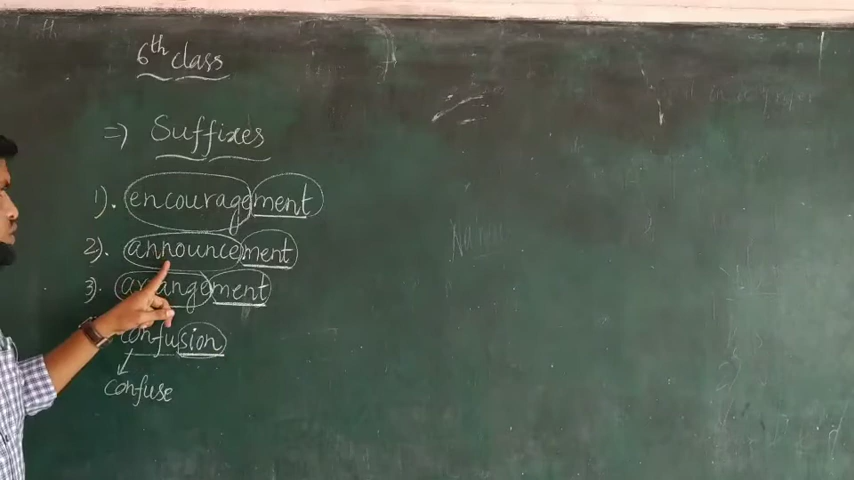 6th class
=) Suffixes
1). encouragement
2). announcement
3). arrangement
confusion
confuse